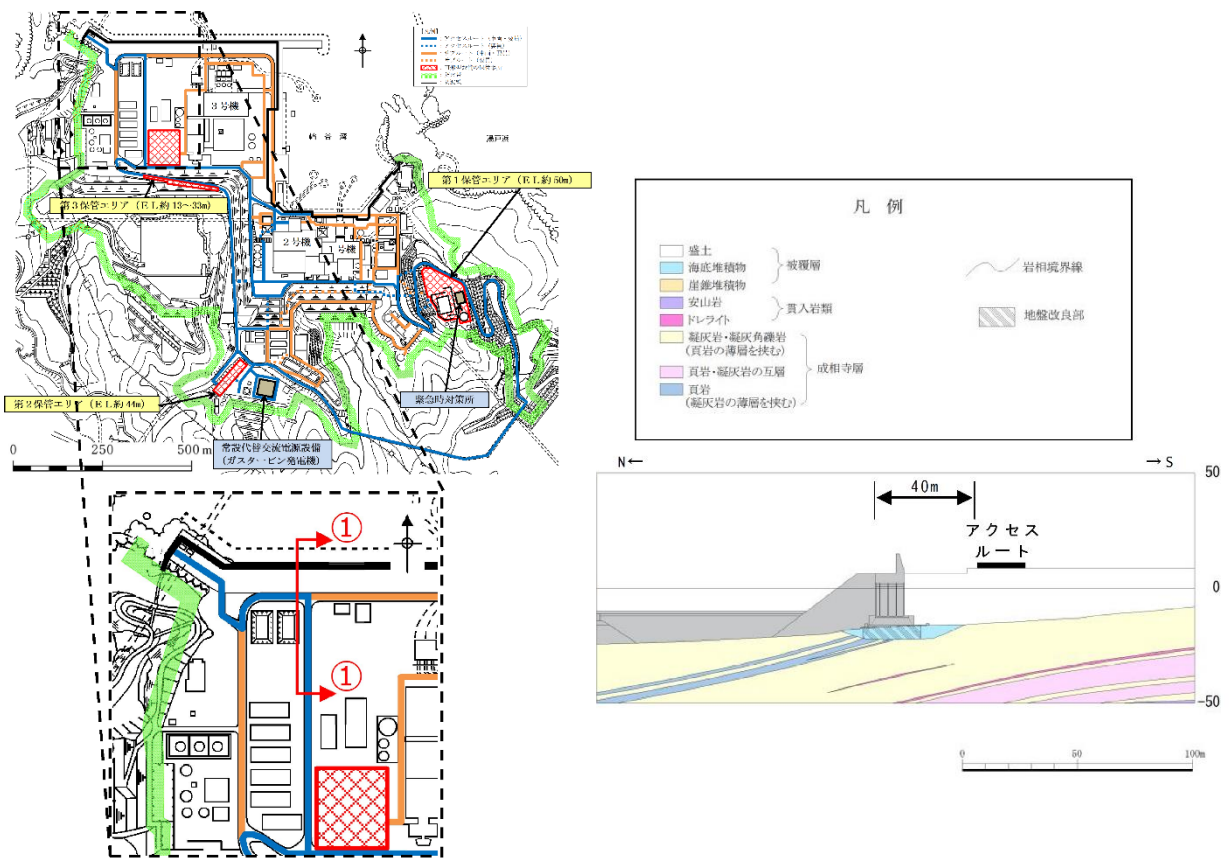 【凡例】
3号機
第1保管エリア (EL約50m)
第3保管エリア (EL約13~33m)
2号機
1号機
第2保管エリア (EL約44m)
緊急時対策所
常設代替交流電源設備
(ガスタービン発電機)
0 250 500 m
①
①
凡 例
盛土
海底堆積物
崖錐堆積物
被覆層
安山岩
ドレライト
貫入岩類
凝灰岩・凝灰角礫岩
(頁岩の薄層を挟む)
頁岩・凝灰岩の互層
頁岩
(凝灰岩の薄層を挟む)
成相寺層
岩相境界線
地盤改良部
N←
→S
50
40m
アクセス
ルート
0
-50
0 50 100m